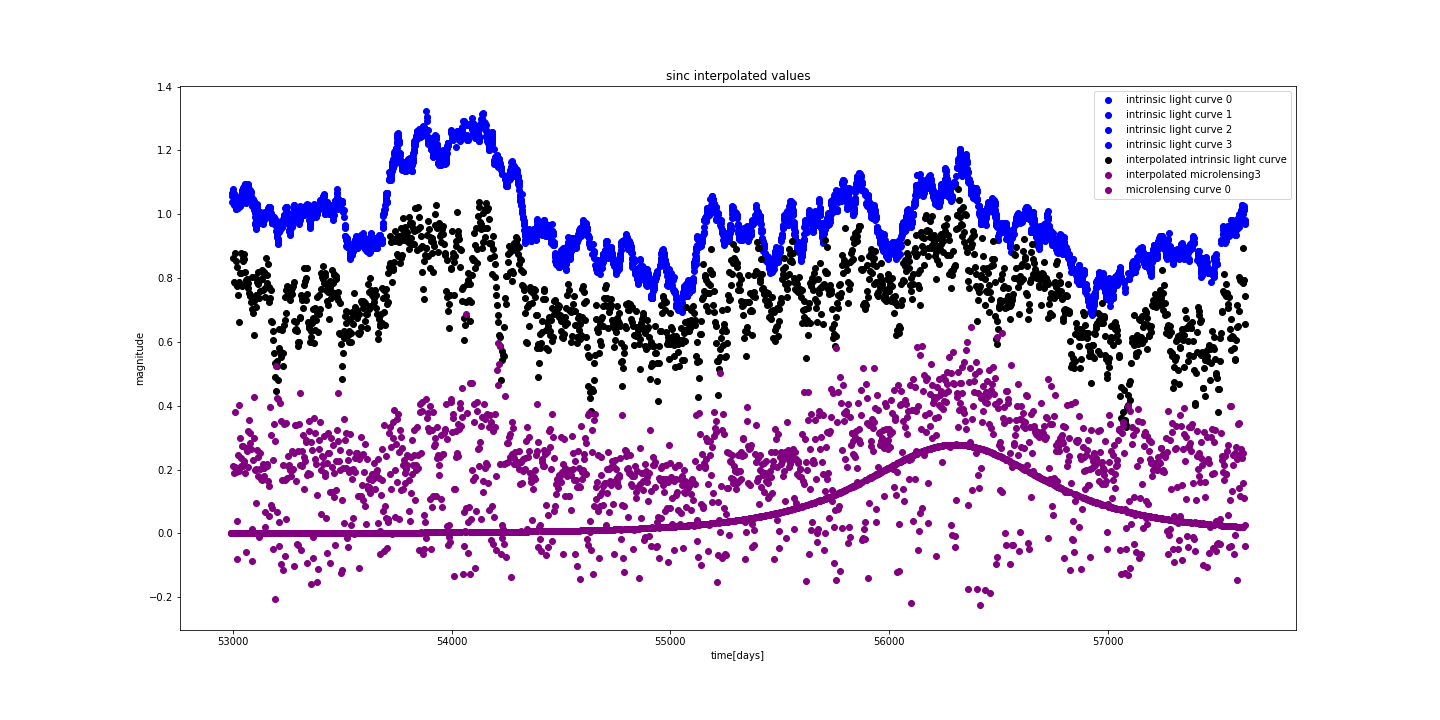 sinc interpolated values
1.4
1.2
1.0
0.8
0.6
0.4
0.2
0.0
−0.2
magnitude
intrinsic light curve 0
intrinsic light curve 1
intrinsic light curve 2
intrinsic light curve 3
interpolated intrinsic light curve
interpolated microlensing3
microlensing curve 0
53000 54000 55000 56000 57000
time[days]